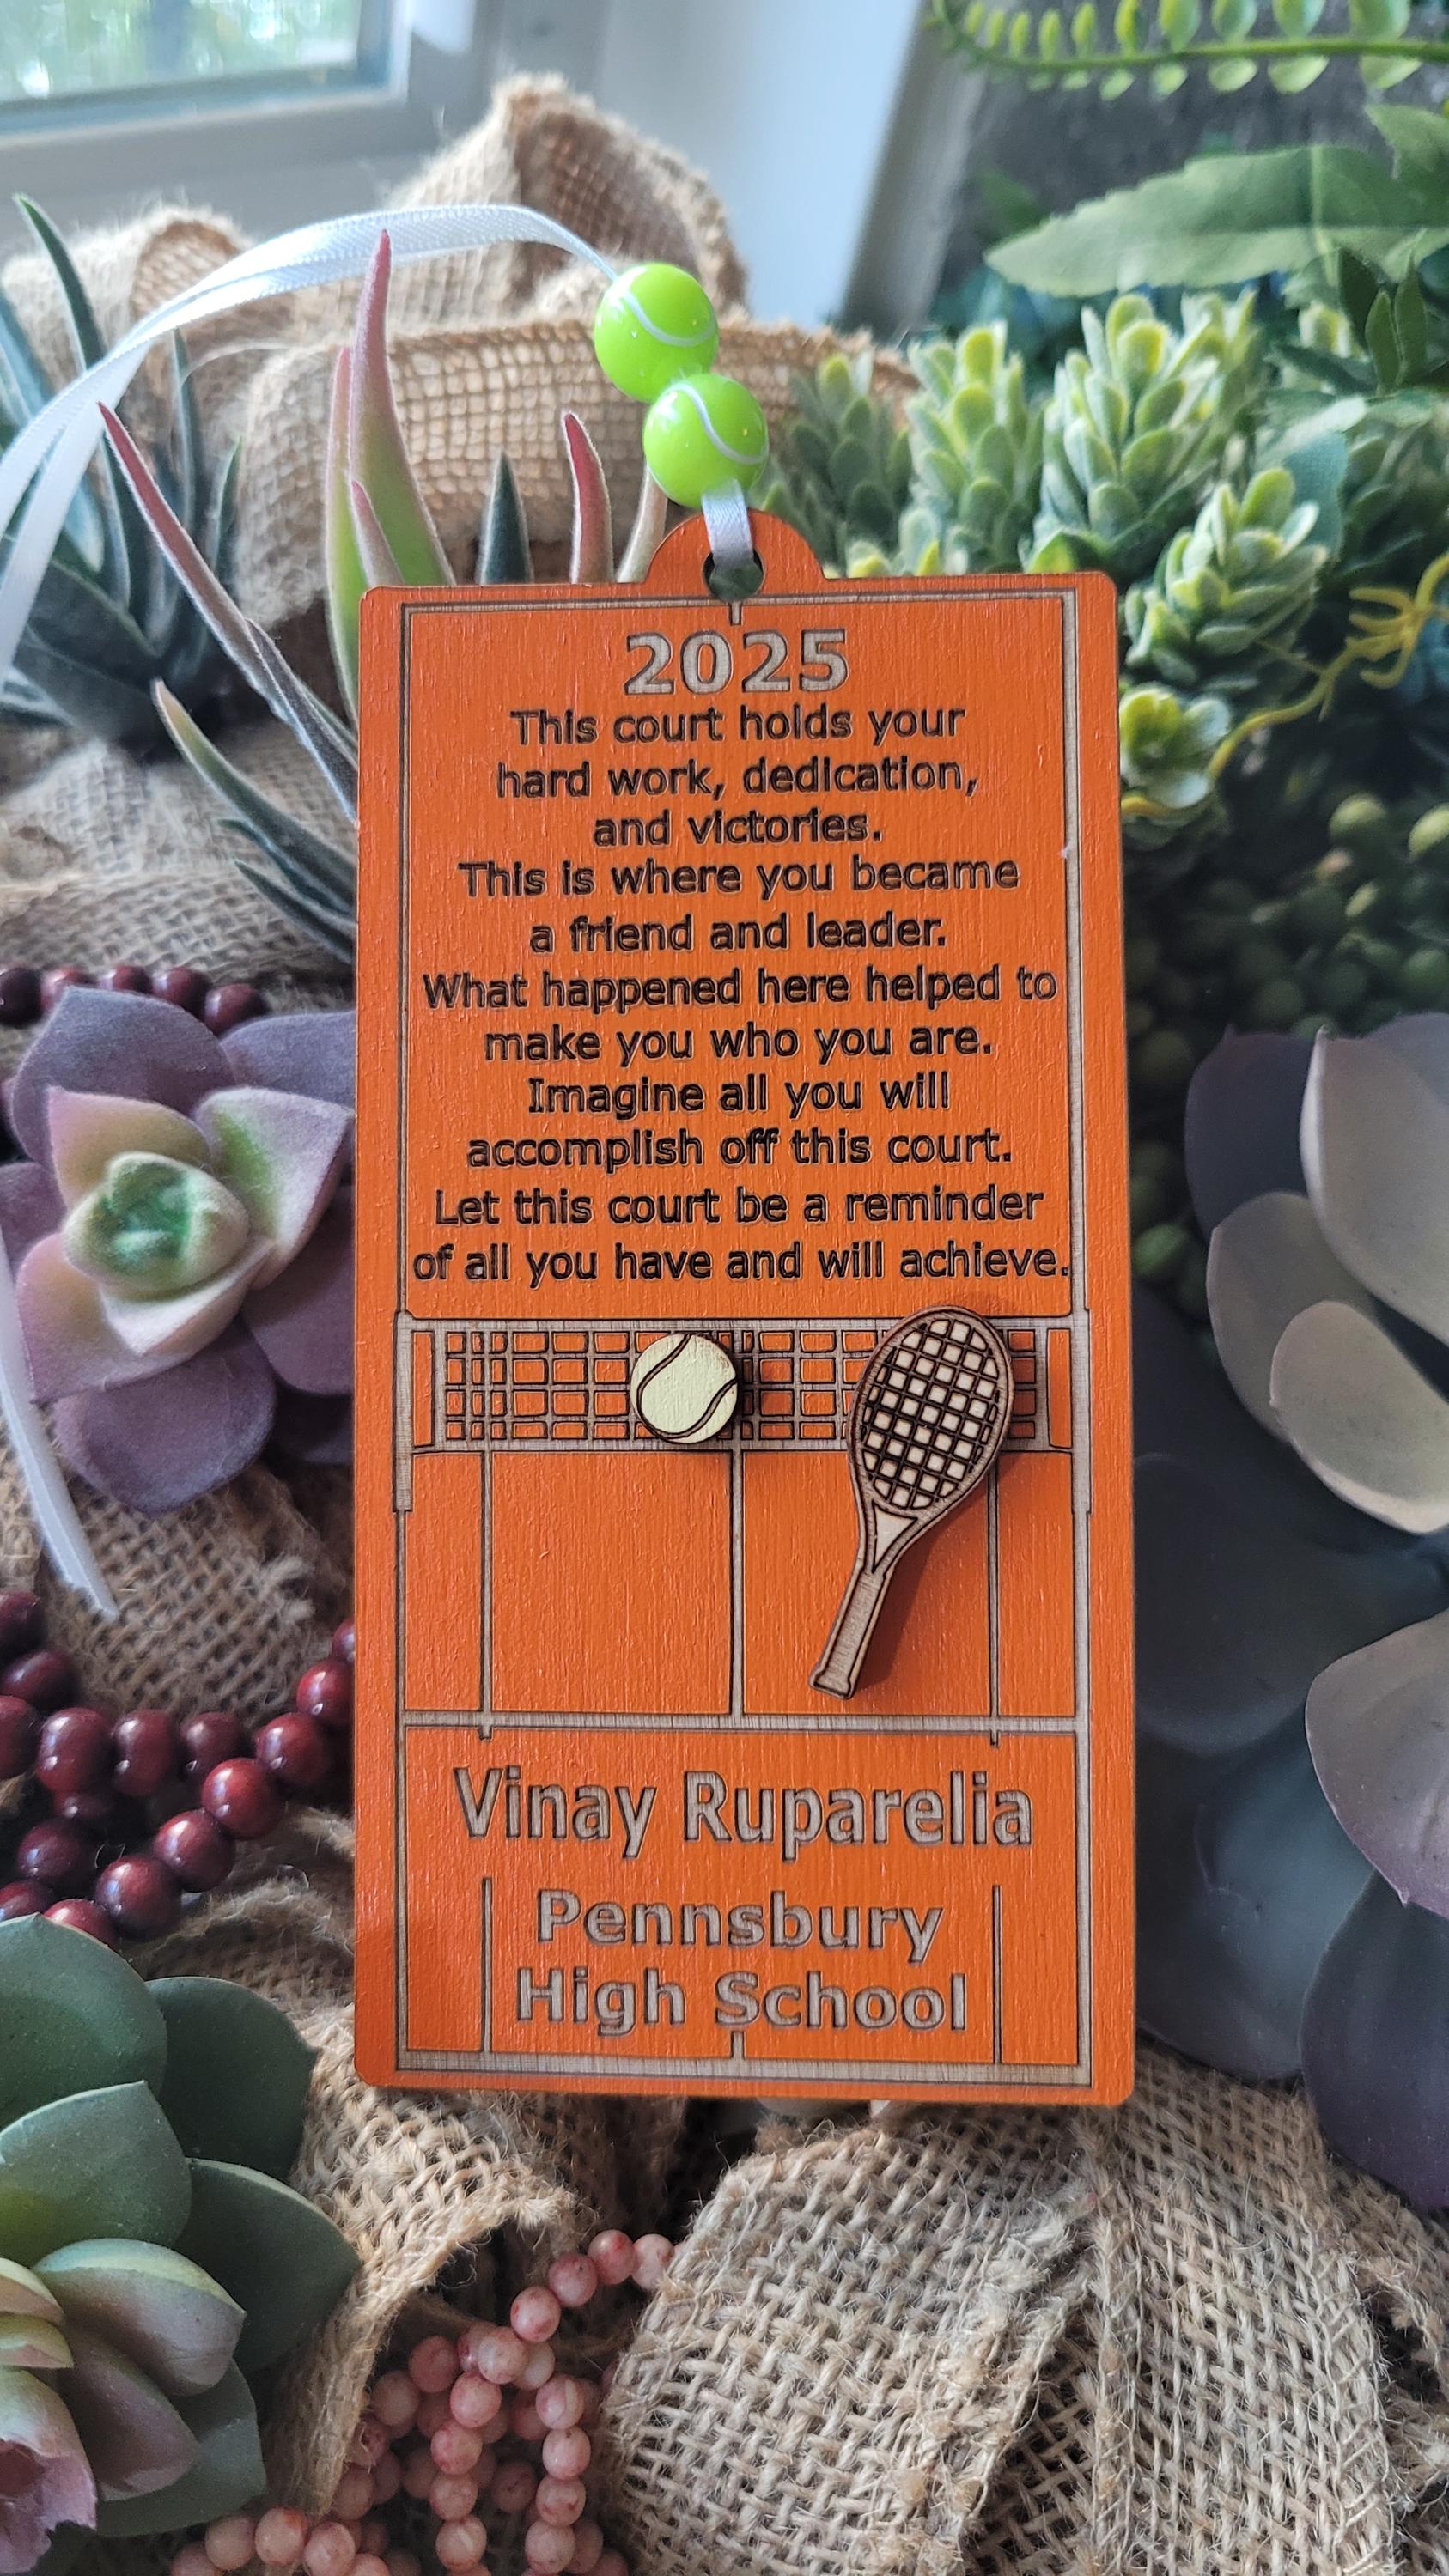 2025
This court holds your
hard work, dedication,
and victories.
This is where you became
a friend and leader.
What happened here helped to
make you who you are.
Imagine all you will
accomplish off this court.
Let this court be a reminder
of all you have and will achieve.
Vinay Ruparelia
Pennsbury
High School